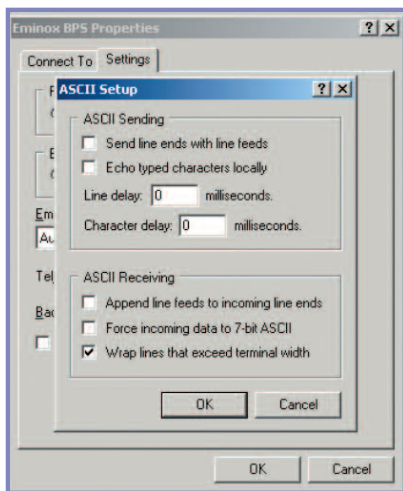 Eminox BPS Properties
Connect To
Settings
ASCII Setup
ASCII Sending
Send line ends with line feeds
Echo typed characters locally
Line delay: 0 milliseconds.
Character delay: 0 milliseconds.
ASCII Receiving
Append line feeds to incoming line ends
Force incoming data to 7-bit ASCII
Wrap lines that exceed terminal width
OK
Cancel
OK
Cancel